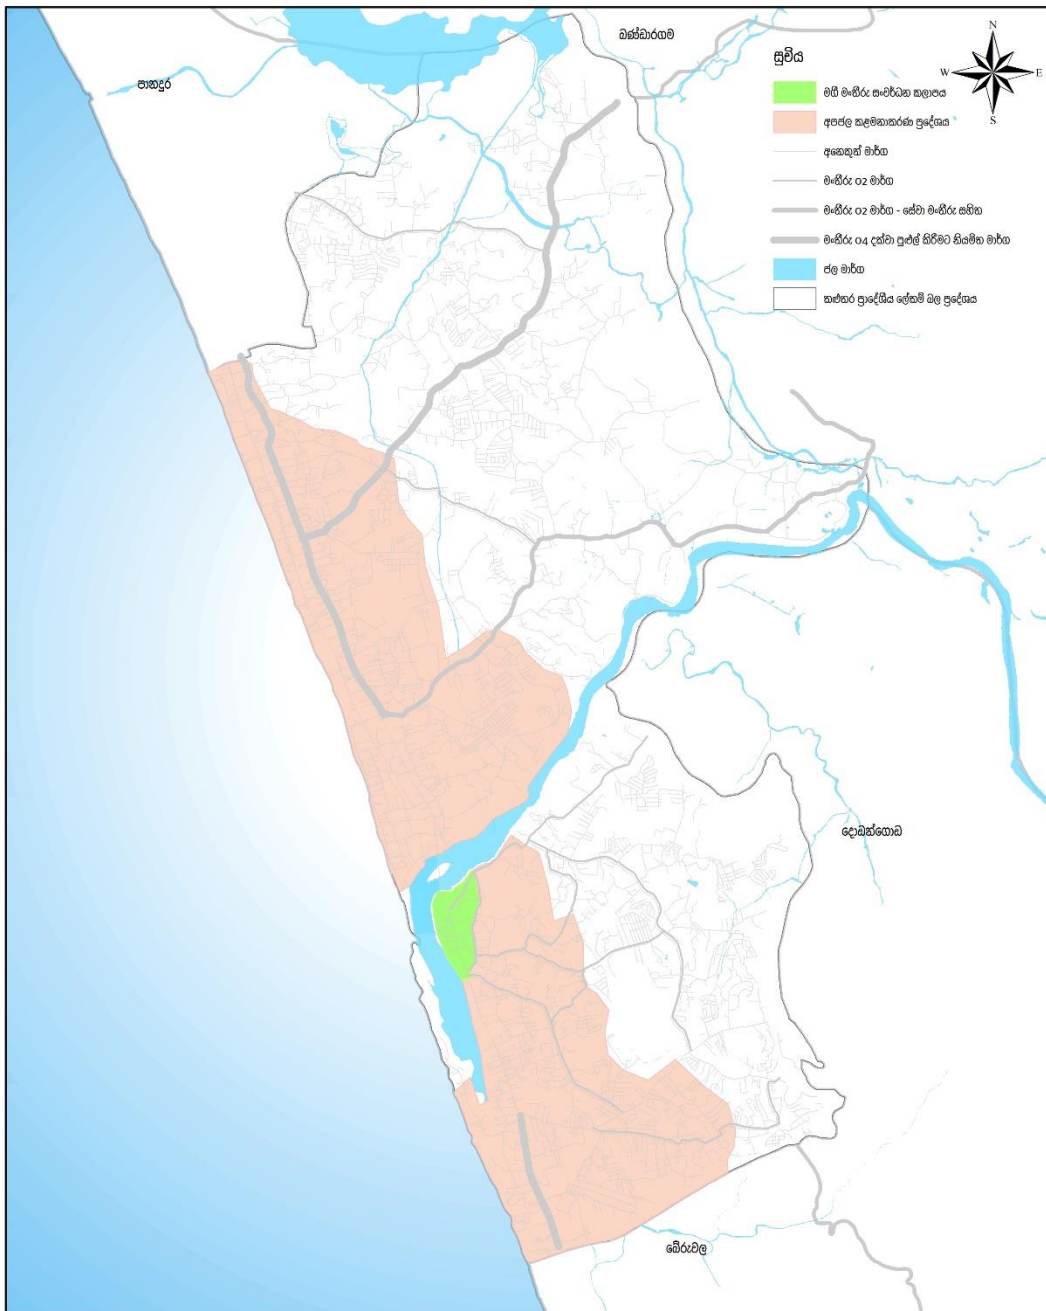 බණ්ඩාරගම
පානදුර
සුචිය
N
W
E
S
මගී මංතීරු සංවර්ධන කලාපය
අපජල කළමනාකරණ ප්‍රදේශය
අනෙකුත් මාර්ග
මංතීරු 02 මාර්ග
මංතීරු 02 මාර්ග - සේවා මංතීරු සහිත
මංතීරු 04 දක්වා පුළුල් කිරීමට නියමිත මාර්ග
ජල මාර්ග
කළුතර ප්‍රාදේශීය ලේකම් බල ප්‍රදේශය
දොඩන්ගොඩ
බේරුවල